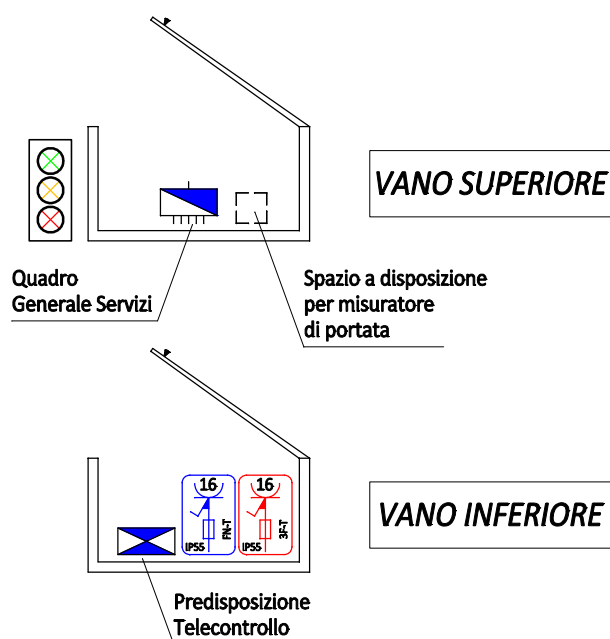 VANO SUPERIORE
Quadro
Generale Servizi
Spazio a disposizione
per misuratore
di portata
VANO INFERIORE
16
FN-T
IP55
16
3F-T
IP55
Predisposizione
Telecontrollo